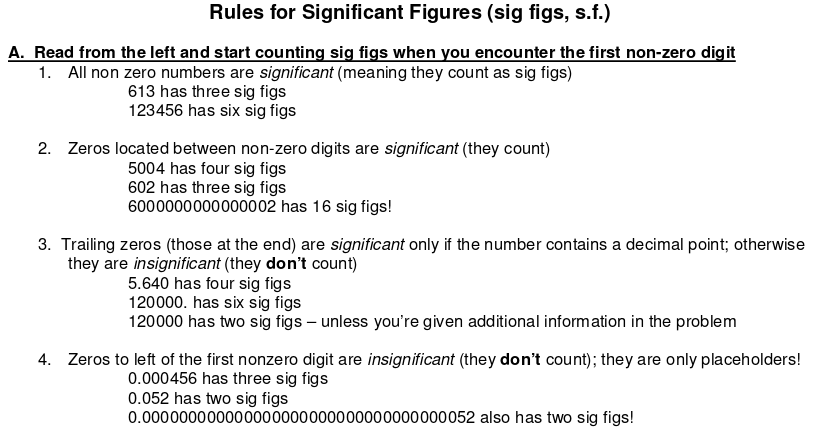 Rules for Significant Figures (sig figs, s.f.)
A. Read from the left and start counting sig figs when you encounter the first non-zero digit
1. All non zero numbers are significant (meaning they count as sig figs)
613 has three sig figs
123456 has six sig figs
2. Zeros located between non-zero digits are significant (they count)
5004 has four sig figs
602 has three sig figs
6000000000000002 has 16 sig figs!
3. Trailing zeros (those at the end) are significant only if the number contains a decimal point; otherwise
they are insignificant (they don't count)
5.640 has four sig figs
120000. has six sig figs
120000 has two sig figs – unless you're given additional information in the problem
4. Zeros to left of the first nonzero digit are insignificant (they don't count); they are only placeholders!
0.000456 has three sig figs
0.052 has two sig figs
0.000000000000000000000000000000000052 also has two sig figs!